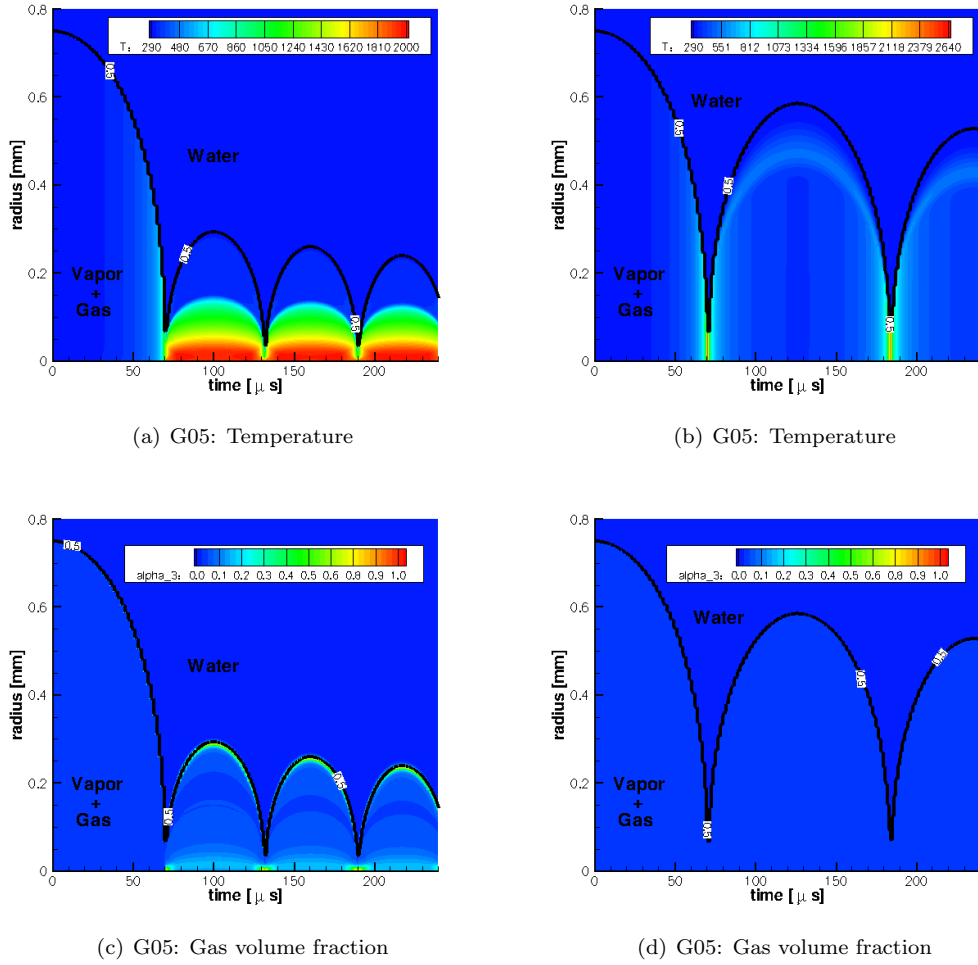 0.8
T: 290 480 670 860 1050 1240 1430 1620 1810 2000
0.5
0.6
Water
radius [mm]
0.4
0.5
Vapor
+
Gas
0.2
0.5
0
0 50 100 150 200
time [ μ s]
(a) G05: Temperature
0.8
T: 290 551 812 1073 1334 1596 1857 2118 2379 2640
Water
0.6
0.5
radius [mm]
0.4
0.5
Vapor
+
Gas
0.2
0.5
0
0 50 100 150 200
time [ μ s]
(b) G05: Temperature
0.8
0.5
alpha_3: 0.0 0.1 0.2 0.3 0.4 0.5 0.6 0.8 0.9 1.0
0.6
Water
radius [mm]
0.4
Vapor
+
Gas
0.2
0.5
0.5
0
0 50 100 150 200
time [ μ s]
(c) G05: Gas volume fraction
0.8
alpha_3: 0.0 0.1 0.2 0.3 0.4 0.5 0.6 0.8 0.9 1.0
0.6
Water
0.5
radius [mm]
0.4
0.5
Vapor
+
Gas
0.2
0.5
0
0 50 100 150 200
time [ μ s]
(d) G05: Gas volume fraction